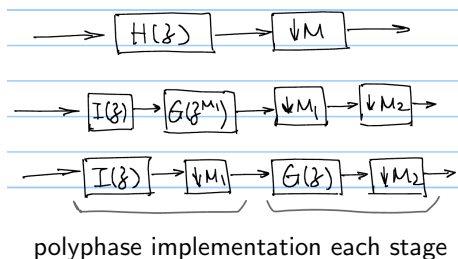 H(z) ↓M
I(z) G(z^M₁) ↓M₁ ↓M₂
I(z) ↓M₁ G(z) ↓M₂
polyphase implementation each stage